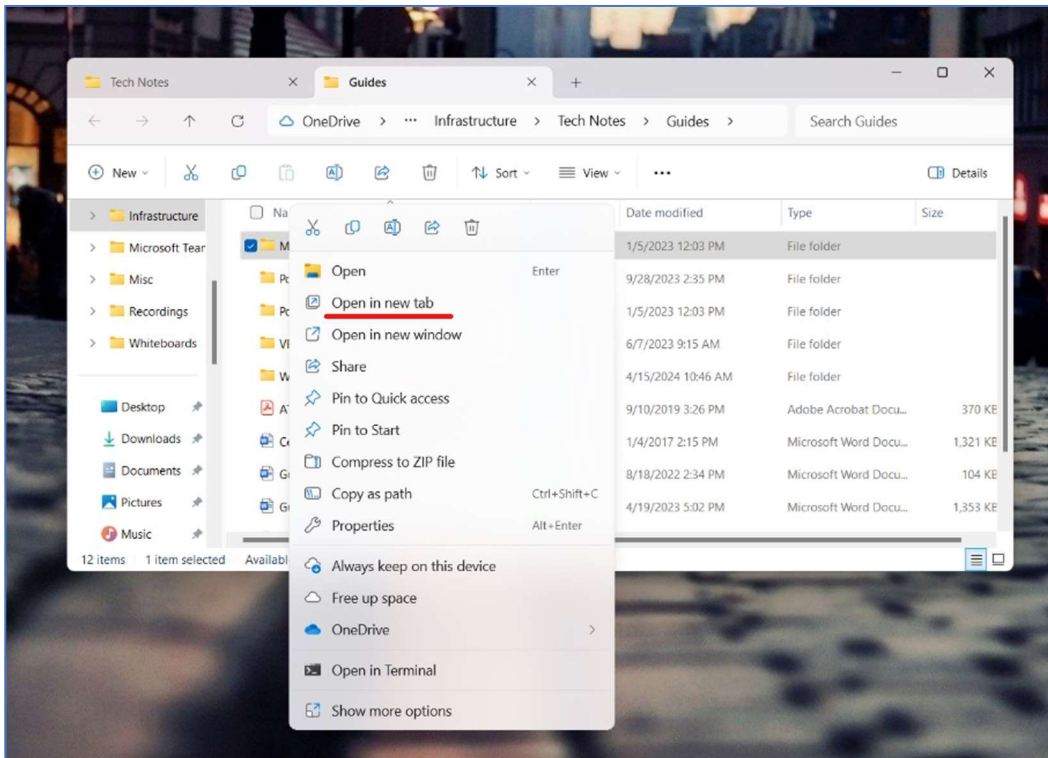 Tech Notes
Guides
OneDrive > ··· Infrastructure > Tech Notes > Guides >
Search Guides
New
Sort
View
···
Details
Infrastructure
Microsoft
Misc
Recordings
Whiteboards
Desktop
Downloads
Documents
Pictures
Music
Date modified Type Size
1/5/2023 12:03 PM File folder
9/28/2023 2:35 PM File folder
1/5/2023 12:03 PM File folder
6/7/2023 9:15 AM File folder
4/15/2024 10:46 AM File folder
9/10/2019 3:26 PM Adobe Acrobat Docu... 370 KB
1/4/2017 2:15 PM Microsoft Word Docu... 1,321 KB
8/18/2022 2:34 PM Microsoft Word Docu... 104 KB
4/19/2023 5:02 PM Microsoft Word Docu... 1,353 KB
Open Enter
Open in new tab
Open in new window
Share
Pin to Quick access
Pin to Start
Compress to ZIP file
Copy as path Ctrl+Shift+C
Properties Alt+Enter
Always keep on this device
Free up space
OneDrive
Open in Terminal
Show more options
12 items 1 item selected